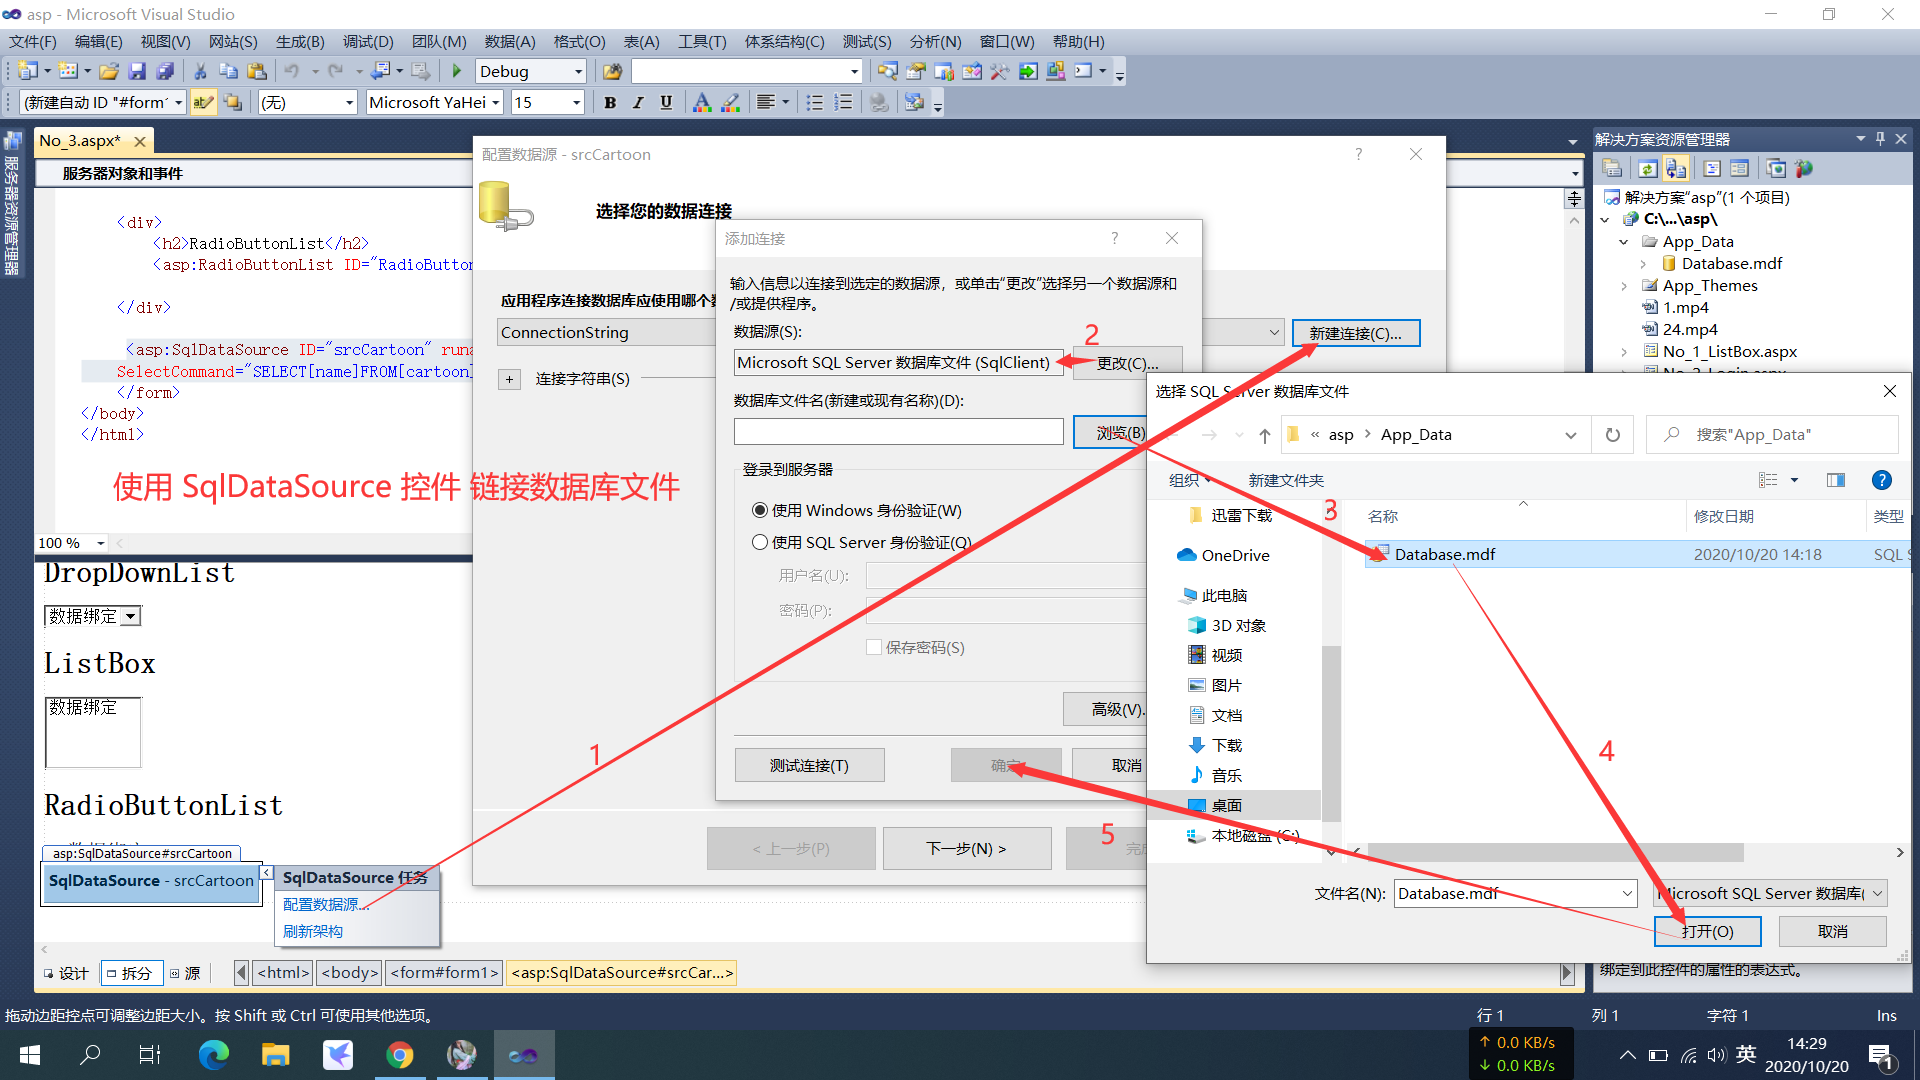 asp - Microsoft Visual Studio
文件(F) 编辑(E) 视图(V) 网站(S) 生成(B) 调试(D) 团队(M) 数据(A) 格式(O) 表(A) 工具(T) 体系结构(C) 测试(S) 分析(N) 窗口(W) 帮助(H)
Debug
(新建自动 ID "#form1 (无) Microsoft YaHei 15 B I U
服务器资源管理器
No_3.aspx*
服务器对象和事件
<div>
<h2>RadioButtonList</h2>
<asp:RadioButtonList ID="RadioButton
</div>
<asp:SqlDataSource ID="srcCartoon" runa
SelectCommand="SELECT[name]FROM[cartoon]
</form>
</body>
</html>
使用 SqlDataSource 控件 链接数据库文件
100 %
DropDownList
数据绑定
ListBox
数据绑定
RadioButtonList
asp:SqlDataSource#srcCartoon
SqlDataSource - srcCartoon
SqlDataSource 任务
配置数据源...
刷新架构
设计 拆分 源 <html> <body> <form#form1> <asp:SqlDataSource#srcCar...>
配置数据源 - srcCartoon
?
选择您的数据连接
应用程序连接数据库应使用哪个数
ConnectionString
新建连接(C)...
+ 连接字符串(S)
< 上一步(P) 下一步(N) > 完成
添加连接
?
输入信息以连接到选定的数据源，或单击“更改”选择另一个数据源和
/或提供程序。
数据源(S):
Microsoft SQL Server 数据库文件 (SqlClient) 更改(C)...
数据库文件名(新建或现有名称)(D):
浏览(B)
登录到服务器
使用 Windows 身份验证(W)
使用 SQL Server 身份验证(Q)
用户名(U):
密码(P):
保存密码(S)
高级(V)..
测试连接(T) 确定 取消
1
2
3
4
5
选择 SQL Server 数据库文件
« asp › App_Data
搜索"App_Data"
组织 新建文件夹
?
名称 修改日期 类型
Database.mdf 2020/10/20 14:18 SQL S
迅雷下载
OneDrive
此电脑
3D 对象
视频
图片
文档
下载
音乐
桌面
本地磁盘 (C:)
文件名(N): Database.mdf Microsoft SQL Server 数据库(
打开(O) 取消
解决方案资源管理器
解决方案“asp”(1 个项目)
C:\...\asp\
App_Data
Database.mdf
App_Themes
1.mp4
24.mp4
No_1_ListBox.aspx
No_2_Login.aspx
绑定到此控件的属性的表达式。
拖动边距控点可调整边距大小。按 Shift 或 Ctrl 可使用其他选项。 行 1 列 1 字符 1 Ins
↑ 0.0 KB/s
↓ 0.0 KB/s
英
14:29
2020/10/20
1